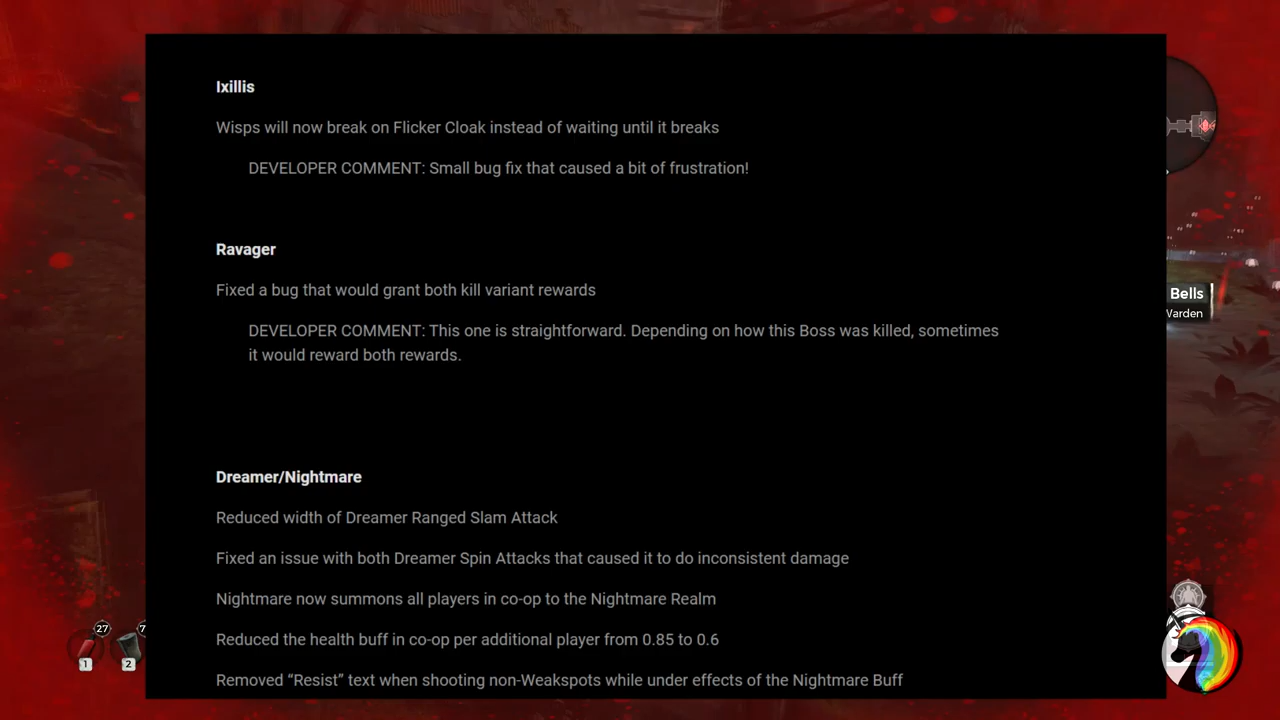 Ixillis
Wisps will now break on Flicker Cloak instead of waiting until it breaks
DEVELOPER COMMENT: Small bug fix that caused a bit of frustration!
Ravager
Fixed a bug that would grant both kill variant rewards
DEVELOPER COMMENT: This one is straightforward. Depending on how this Boss was killed, sometimes
it would reward both rewards.
Bells
Warden
Dreamer/Nightmare
Reduced width of Dreamer Ranged Slam Attack
Fixed an issue with both Dreamer Spin Attacks that caused it to do inconsistent damage
Nightmare now summons all players in co-op to the Nightmare Realm
Reduced the health buff in co-op per additional player from 0.85 to 0.6
Removed “Resist” text when shooting non-Weakspots while under effects of the Nightmare Buff
27
7
1
2